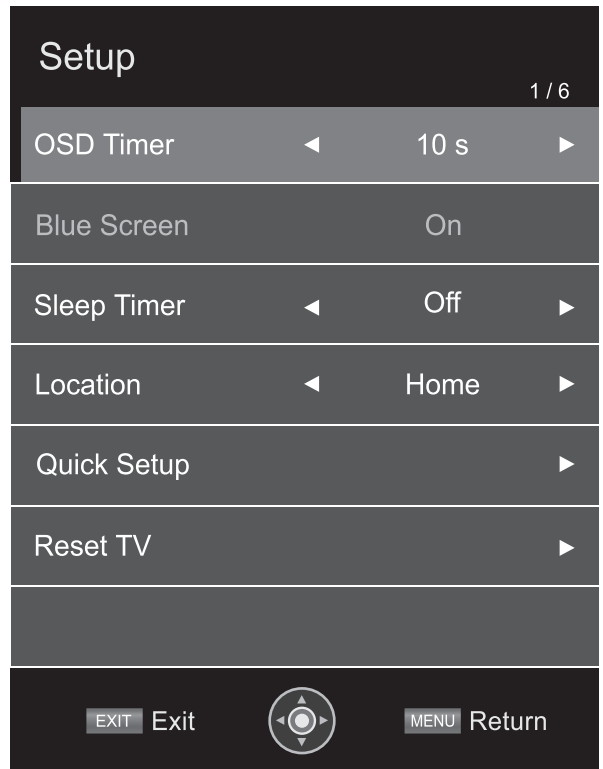 Setup
1 / 6
OSD Timer 10 s
Blue Screen On
Sleep Timer Off
Location Home
Quick Setup
Reset TV
EXIT Exit MENU Return